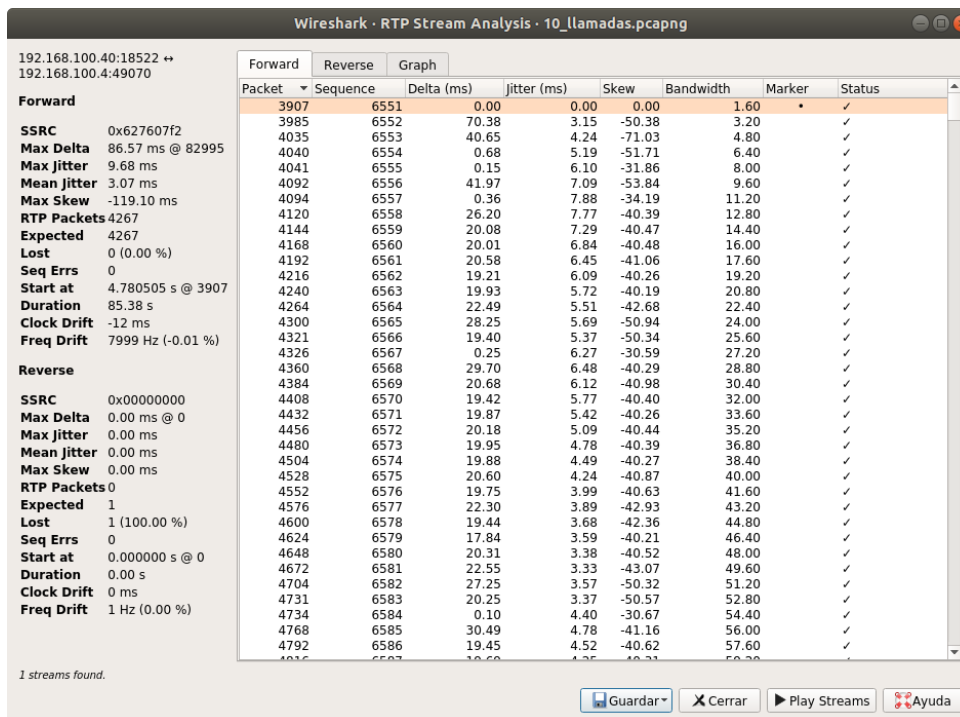 Wireshark · RTP Stream Analysis · 10_llamadas.pcapng
192.168.100.40:18522 ↔
192.168.100.4:49070
Forward
SSRC 0x627607f2
Max Delta 86.57 ms @ 82995
Max Jitter 9.68 ms
Mean Jitter 3.07 ms
Max Skew -119.10 ms
RTP Packets 4267
Expected 4267
Lost 0 (0.00 %)
Seq Errs 0
Start at 4.780505 s @ 3907
Duration 85.38 s
Clock Drift -12 ms
Freq Drift 7999 Hz (-0.01 %)
Reverse
SSRC 0x00000000
Max Delta 0.00 ms @ 0
Max Jitter 0.00 ms
Mean Jitter 0.00 ms
Max Skew 0.00 ms
RTP Packets 0
Expected 1
Lost 1 (100.00 %)
Seq Errs 0
Start at 0.000000 s @ 0
Duration 0.00 s
Clock Drift 0 ms
Freq Drift 1 Hz (0.00 %)
Forward Reverse Graph
Packet Sequence Delta (ms) Jitter (ms) Skew Bandwidth Marker Status
3907 6551 0.00 0.00 0.00 1.60 • ✓
3985 6552 70.38 3.15 -50.38 3.20 ✓
4035 6553 40.65 4.24 -71.03 4.80 ✓
4040 6554 0.68 5.19 -51.71 6.40 ✓
4041 6555 0.15 6.10 -31.86 8.00 ✓
4092 6556 41.97 7.09 -53.84 9.60 ✓
4094 6557 0.36 7.88 -34.19 11.20 ✓
4120 6558 26.20 7.77 -40.39 12.80 ✓
4144 6559 20.08 7.29 -40.47 14.40 ✓
4168 6560 20.01 6.84 -40.48 16.00 ✓
4192 6561 20.58 6.45 -41.06 17.60 ✓
4216 6562 19.21 6.09 -40.26 19.20 ✓
4240 6563 19.93 5.72 -40.19 20.80 ✓
4264 6564 22.49 5.51 -42.68 22.40 ✓
4300 6565 28.25 5.69 -50.94 24.00 ✓
4321 6566 19.40 5.37 -50.34 25.60 ✓
4326 6567 0.25 6.27 -30.59 27.20 ✓
4360 6568 29.70 6.48 -40.29 28.80 ✓
4384 6569 20.68 6.12 -40.98 30.40 ✓
4408 6570 19.42 5.77 -40.40 32.00 ✓
4432 6571 19.87 5.42 -40.26 33.60 ✓
4456 6572 20.18 5.09 -40.44 35.20 ✓
4480 6573 19.95 4.78 -40.39 36.80 ✓
4504 6574 19.88 4.49 -40.27 38.40 ✓
4528 6575 20.60 4.24 -40.87 40.00 ✓
4552 6576 19.75 3.99 -40.63 41.60 ✓
4576 6577 22.30 3.89 -42.93 43.20 ✓
4600 6578 19.44 3.68 -42.36 44.80 ✓
4624 6579 17.84 3.59 -40.21 46.40 ✓
4648 6580 20.31 3.38 -40.52 48.00 ✓
4672 6581 22.55 3.33 -43.07 49.60 ✓
4704 6582 27.25 3.57 -50.32 51.20 ✓
4731 6583 20.25 3.37 -50.57 52.80 ✓
4734 6584 0.10 4.40 -30.67 54.40 ✓
4768 6585 30.49 4.78 -41.16 56.00 ✓
4792 6586 19.45 4.52 -40.62 57.60 ✓
1 streams found.
Guardar Cerrar Play Streams Ayuda